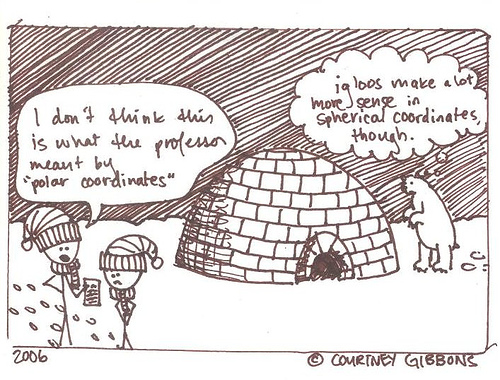 I don't think this
is what the professor
meant by
"polar coordinates"
igloos make a lot
more sense in
spherical coordinates,
though.
2006
© COURTNEY GIBBONS